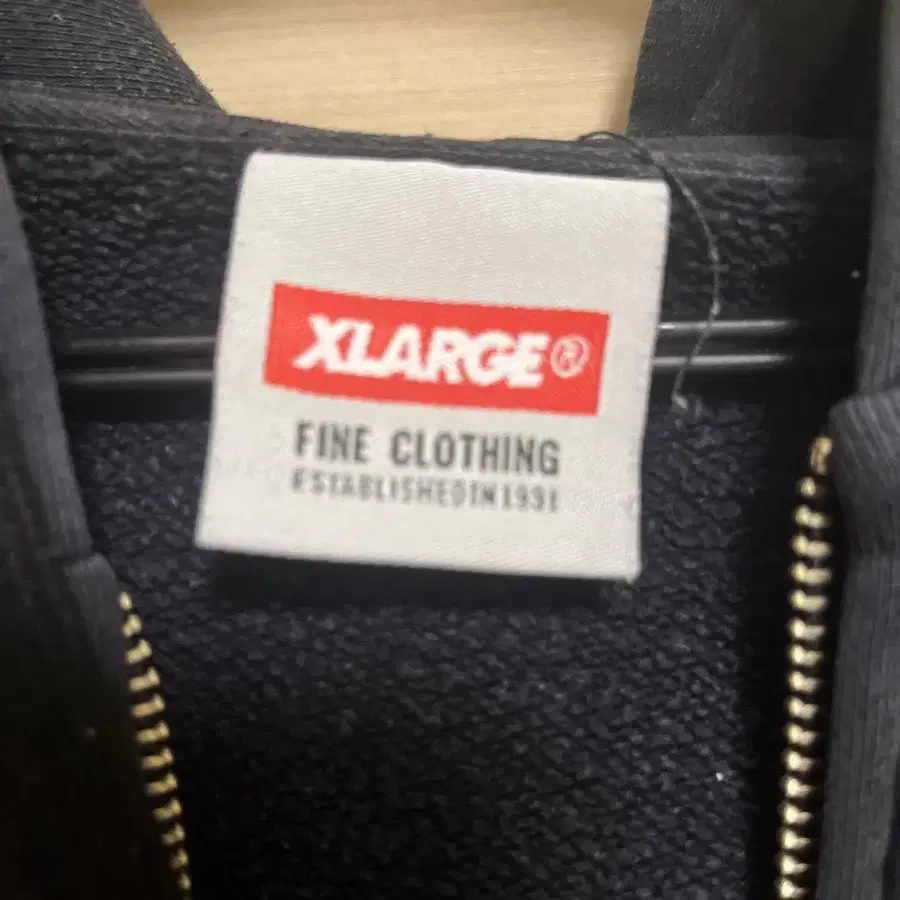 XLARGE®
FINE CLOTHING
ESTABLISHED IN 1991